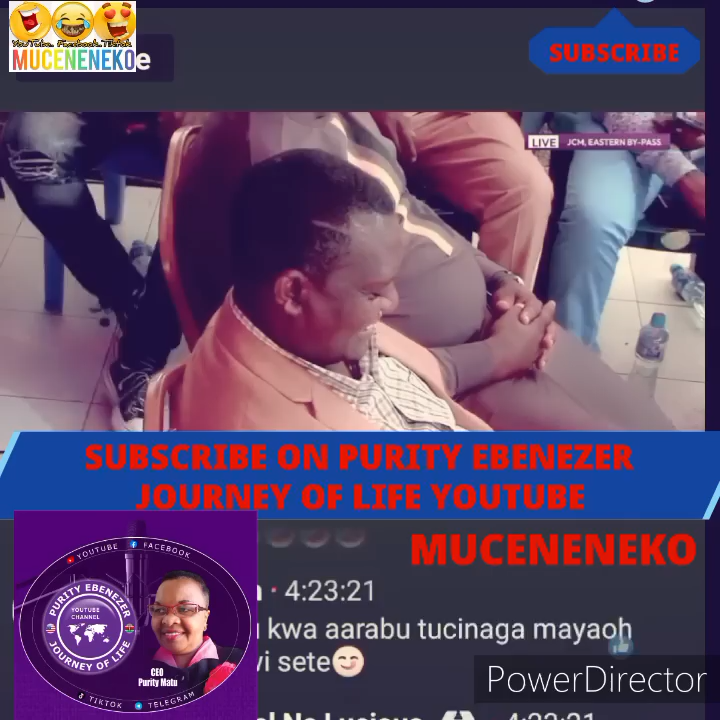 YouTube. Facebook. Tiktok
MUCENENEKO
e
SUBSCRIBE
LIVE JCM, EASTERN BY-PASS
SUBSCRIBE ON PURITY EBENEZER
JOURNEY OF LIFE YOUTUBE
MUCENENEKO
YOUTUBE FACEBOOK
PURITY EBENEZER
YOUTUBE
CHANNEL
JOURNEY OF LIFE
CEO
Purity Matu
TIKTOK TELEGRAM
· 4:23:21
kwa aarabu tucinaga mayaoh
vi sete😊
PowerDirector
4:23:21